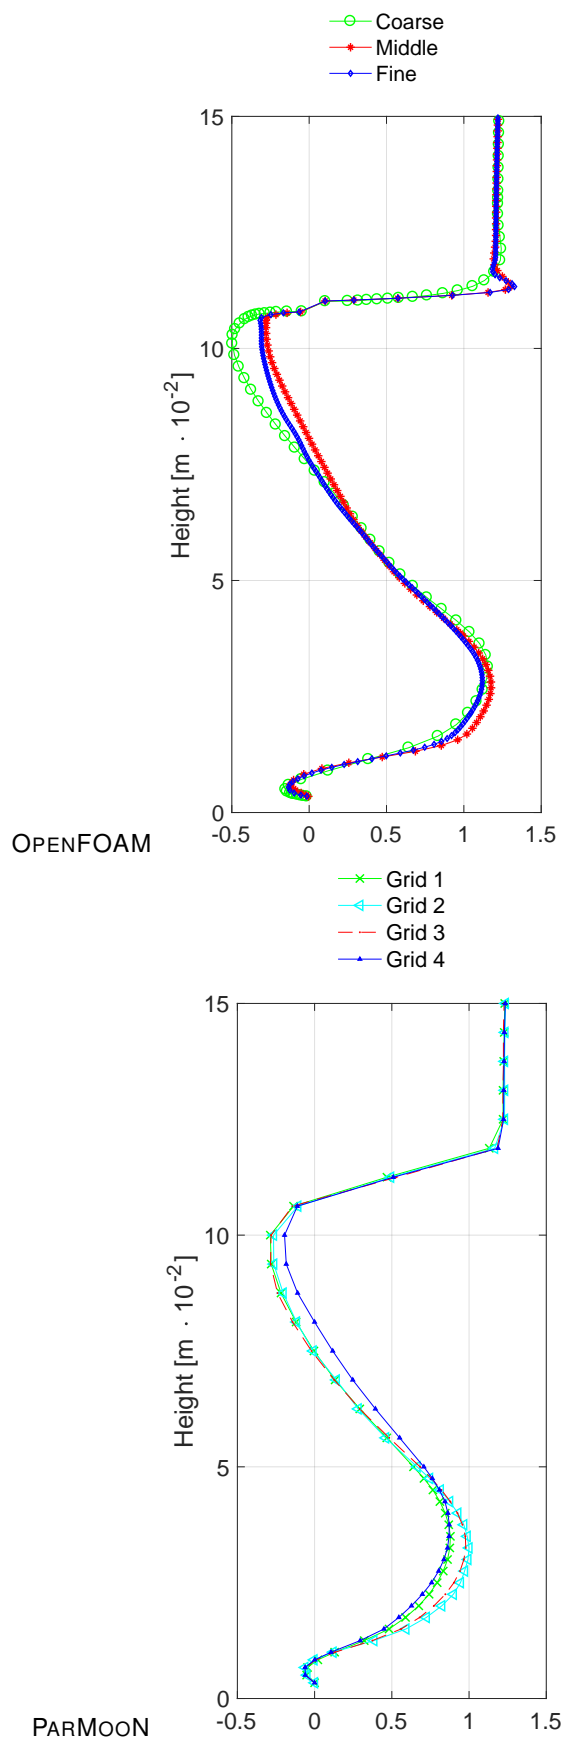 Coarse
Middle
Fine
15
10
5
0
Height [m · 10^-2]
-0.5 0 0.5 1 1.5
OPENFOAM
Grid 1
Grid 2
Grid 3
Grid 4
15
10
5
0
Height [m · 10^-2]
-0.5 0 0.5 1 1.5
PARMOON